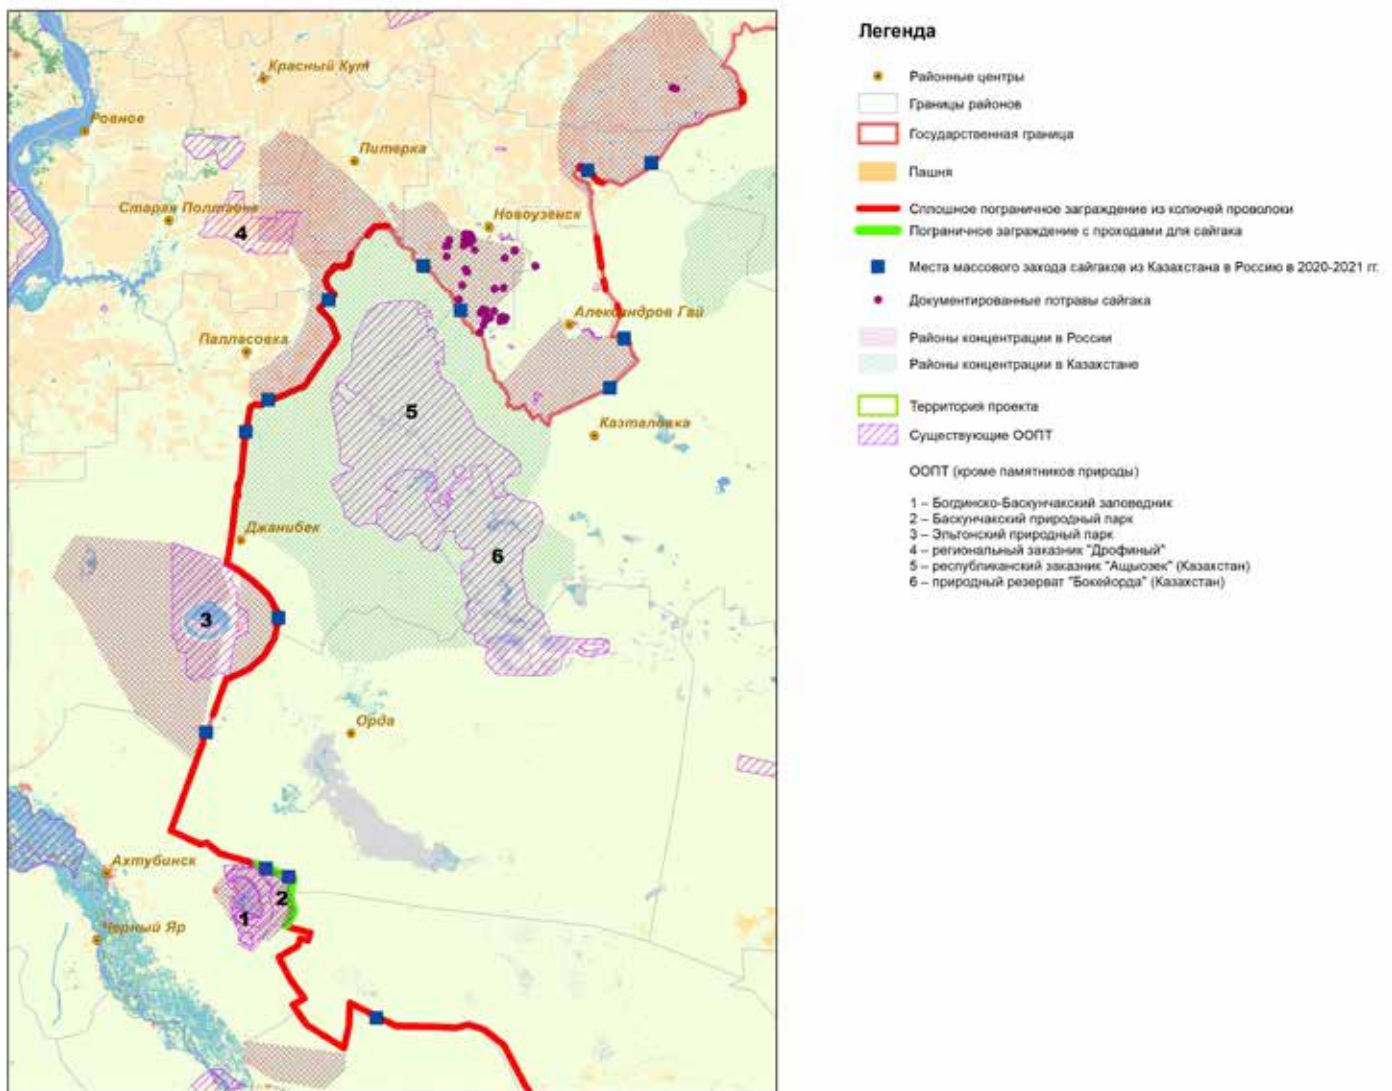 Красный Кут
Ровное
Питерка
Старая Полтавка
Новоузенск
4
Александров Гай
Палласовка
5
Казталовка
Джанибек
6
3
Орда
Ахтубинск
2
1
Черный Яр
Легенда
Районные центры
Границы районов
Государственная граница
Пашня
Сплошное пограничное заграждение из колючей проволоки
Пограничное заграждение с проходами для сайгака
Места массового захода сайгаков из Казахстана в Россию в 2020-2021 гг.
Документированные потравы сайгака
Районы концентрации в России
Районы концентрации в Казахстане
Территория проекта
Существующие ООПТ
ООПТ (кроме памятников природы)
1 – Богдинско-Баскунчакский заповедник
2 – Баскунчакский природный парк
3 – Эльтонский природный парк
4 – региональный заказник "Дрофиный"
5 – республиканский заказник "Ащыозек" (Казахстан)
6 – природный резерват "Бокейорда" (Казахстан)